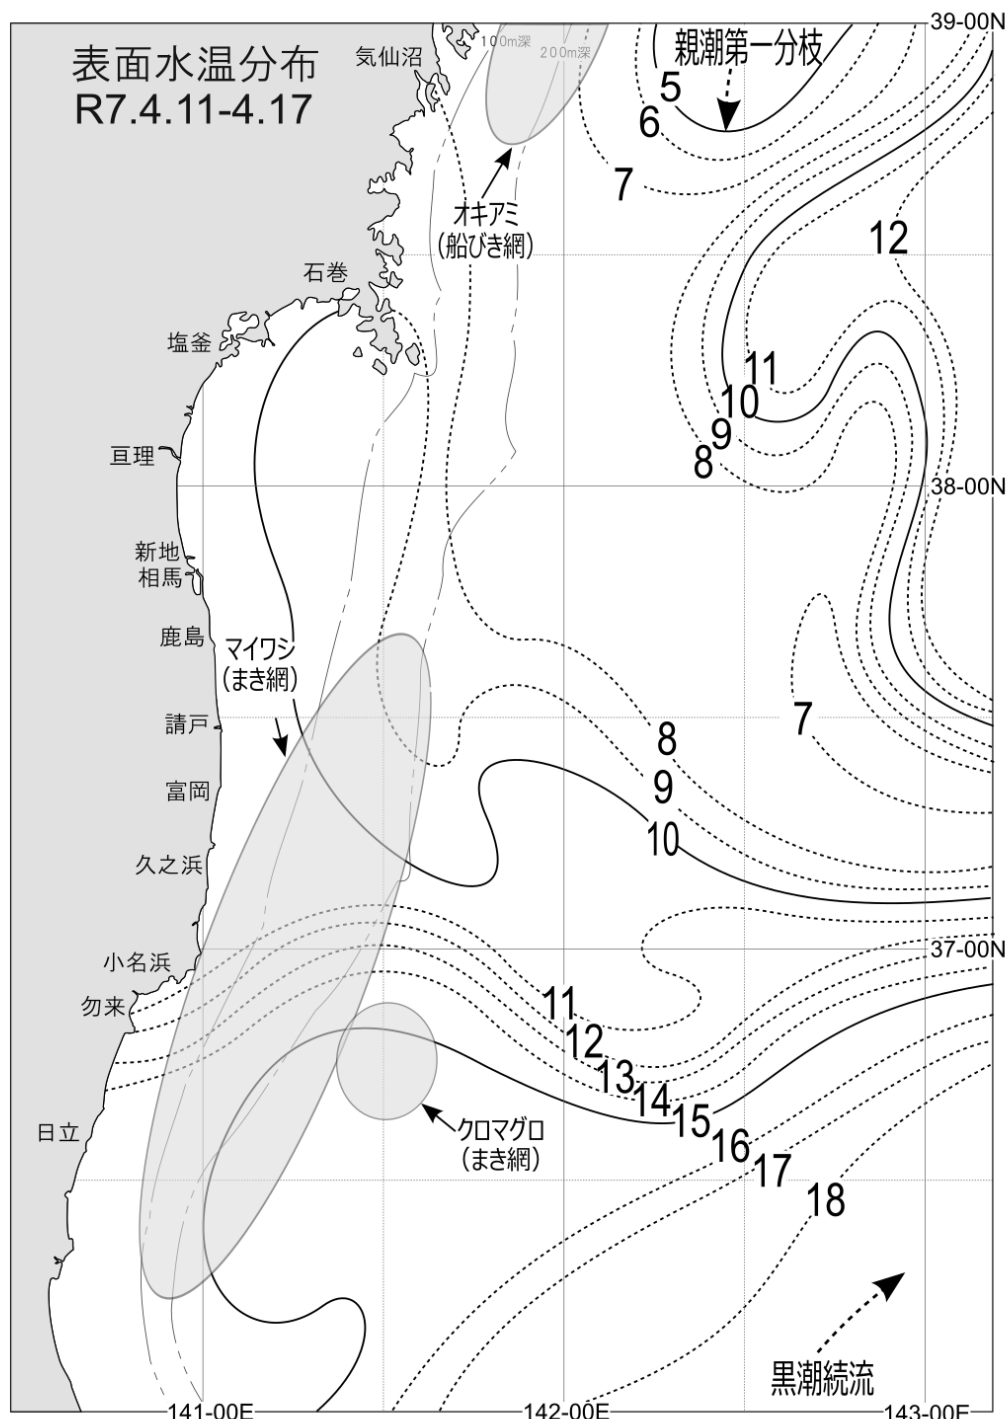 表面水温分布
R7.4.11-4.17
気仙沼
100m深
200m深
親潮第一分枝
39-00N
5
6
7
オキアミ
(船びき網)
12
石巻
塩釜
11
10
9
8
亘理
38-00N
新地
相馬
鹿島
マイワシ
(まき網)
請戸
7
8
富岡
9
10
久之浜
小名浜
37-00N
勿来
11
12
13
14
15
16
17
18
日立
クロマグロ
(まき網)
黒潮続流
141-00E
142-00E
143-00E